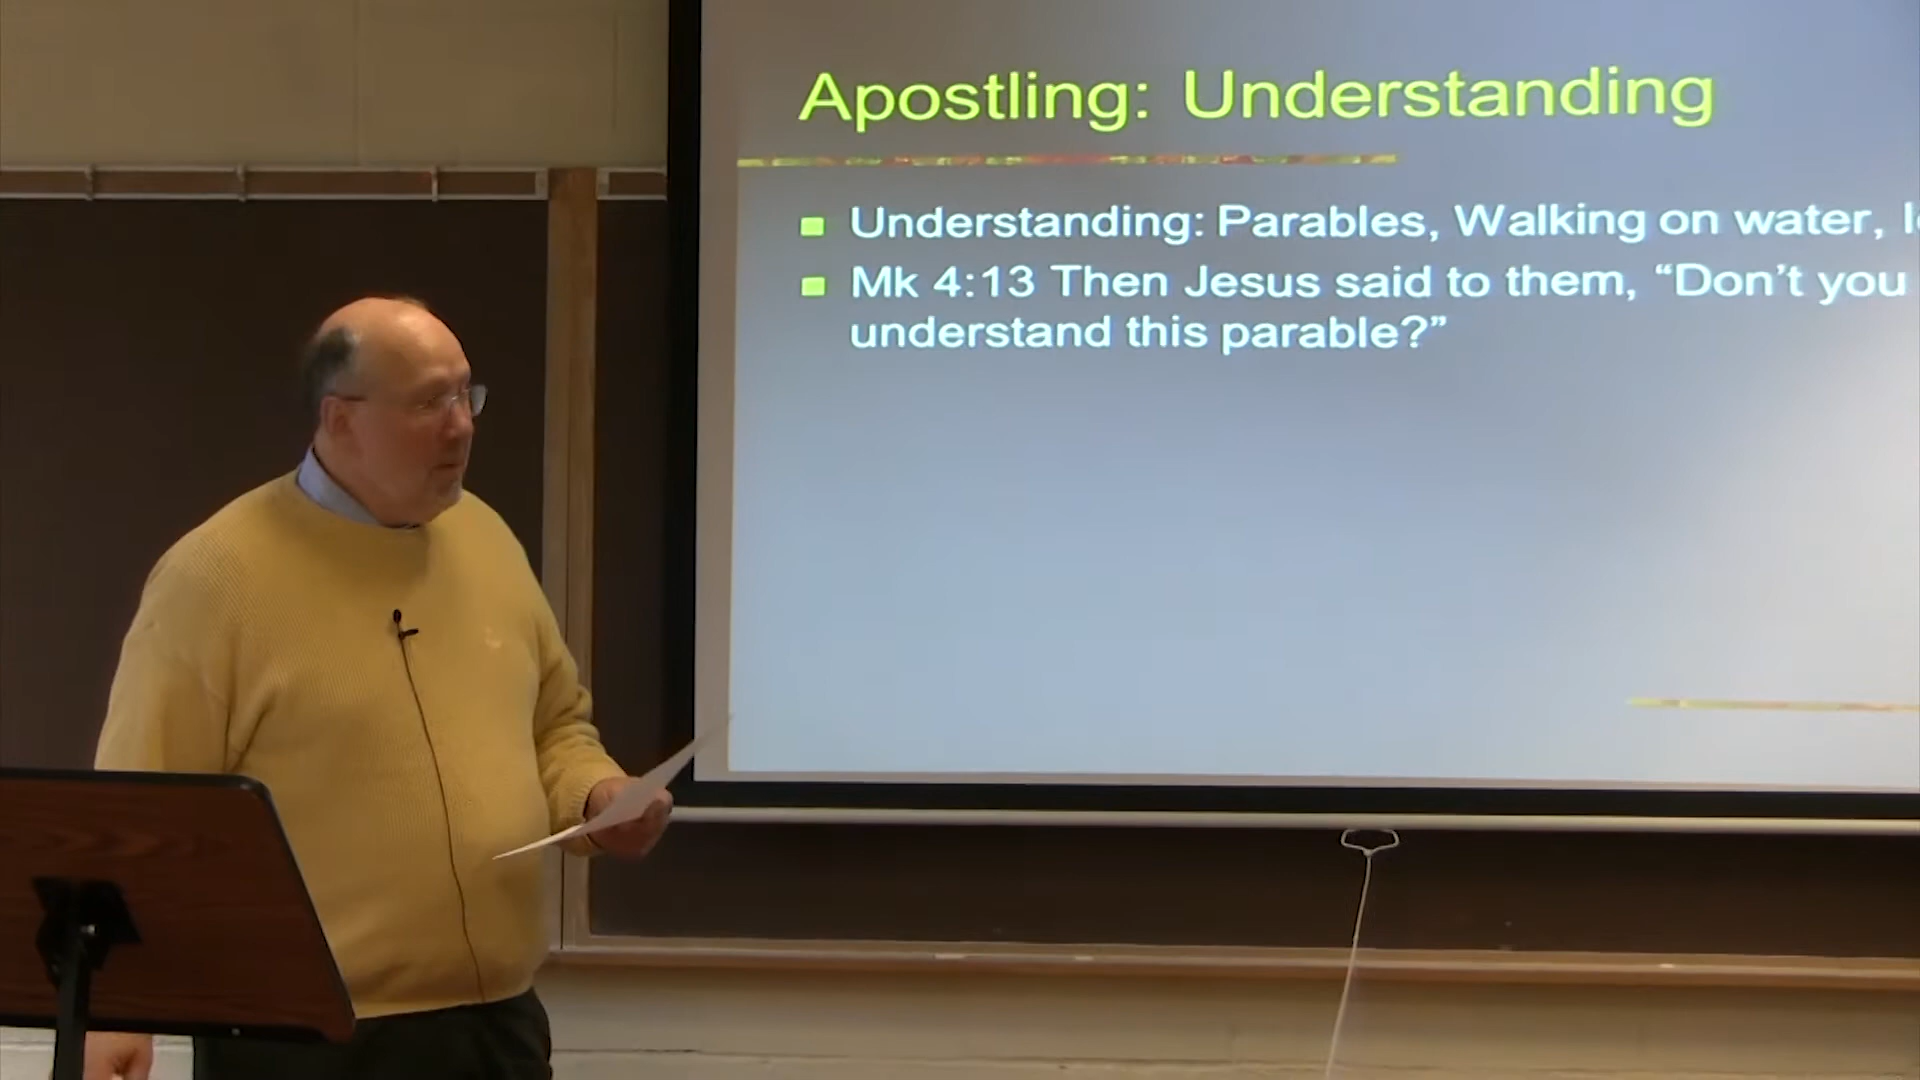 Apostling: Understanding
Understanding: Parables, Walking on water,
Mk 4:13 Then Jesus said to them, “Don’t you
understand this parable?”